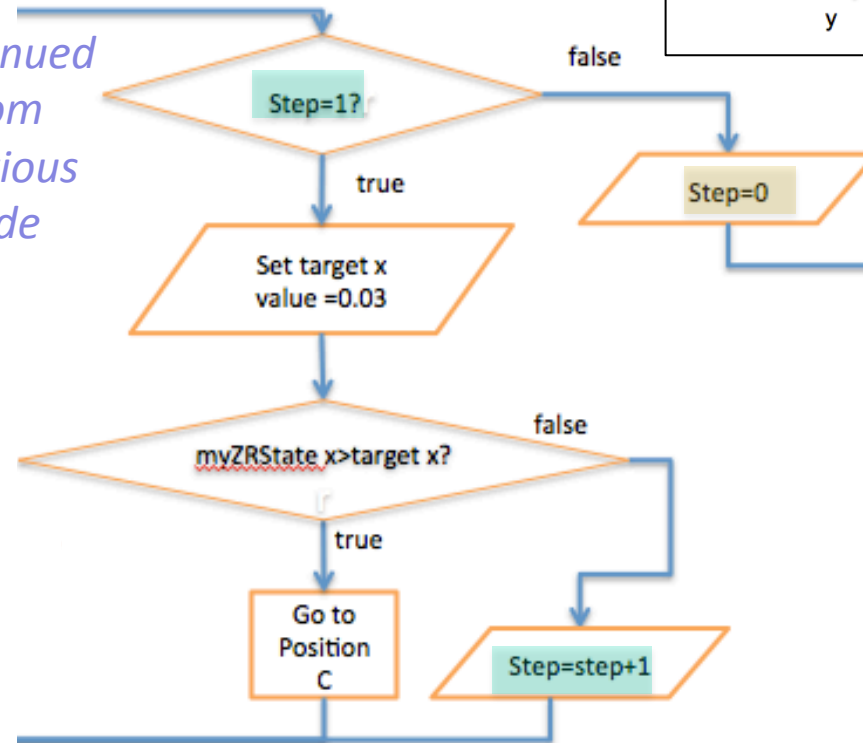 y
nued
om
ious
de
false
Step=1?
true
Step=0
Set target x
value =0.03
false
myZRState x>target x?
r
true
Go to
Position
C
Step=step+1